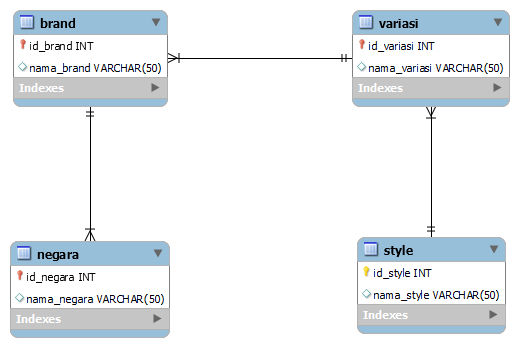 brand
id_brand INT
nama_brand VARCHAR(50)
Indexes
variasi
id_variasi INT
nama_variasi VARCHAR(50)
Indexes
negara
id_negara INT
nama_negara VARCHAR(50)
Indexes
style
id_style INT
nama_style VARCHAR(50)
Indexes